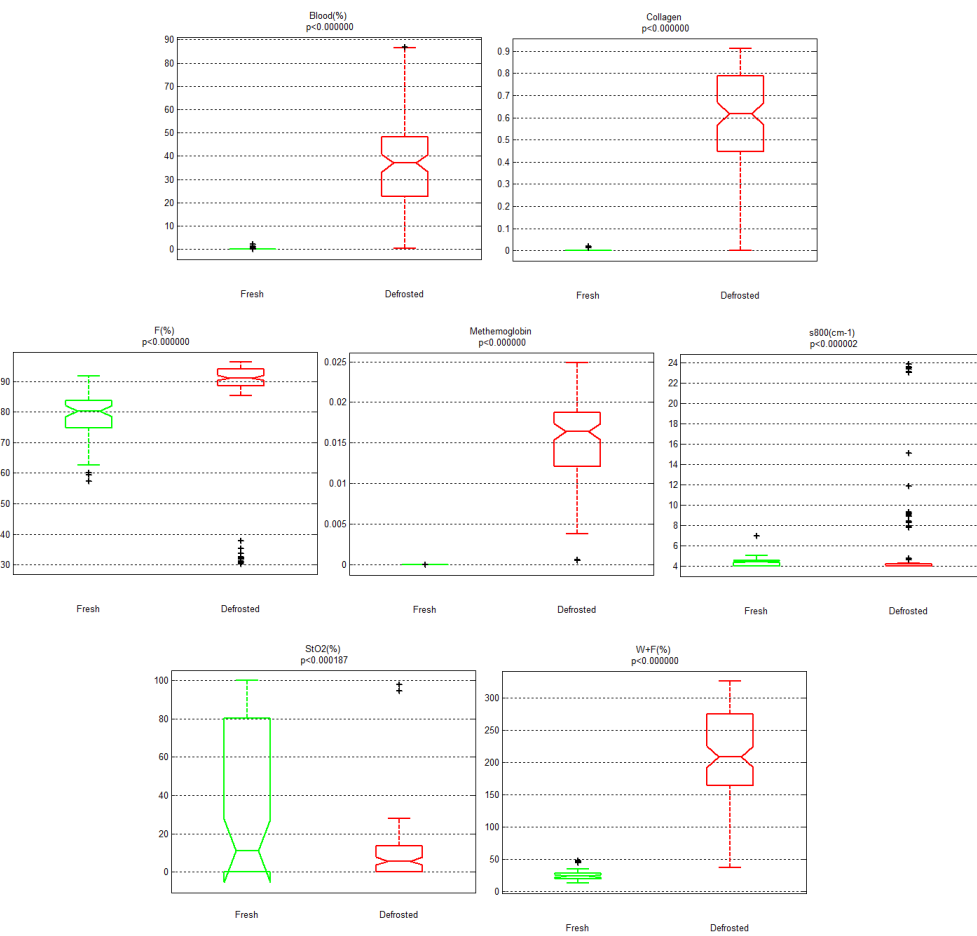 Blood(%)
p<0.000000
90
80
70
60
50
40
30
20
10
0
Fresh Defrosted
Collagen
p<0.000000
0.9
0.8
0.7
0.6
0.5
0.4
0.3
0.2
0.1
0
Fresh Defrosted
F(%)
p<0.000000
90
80
70
60
50
40
30
Fresh Defrosted
Methemoglobin
p<0.000000
0.025
0.02
0.015
0.01
0.005
0
Fresh Defrosted
s800(cm-1)
p<0.000002
24
22
20
18
16
14
12
10
8
6
4
Fresh Defrosted
StO2(%)
p<0.000187
100
80
60
40
20
0
Fresh Defrosted
W+F(%)
p<0.000000
300
250
200
150
100
50
0
Fresh Defrosted